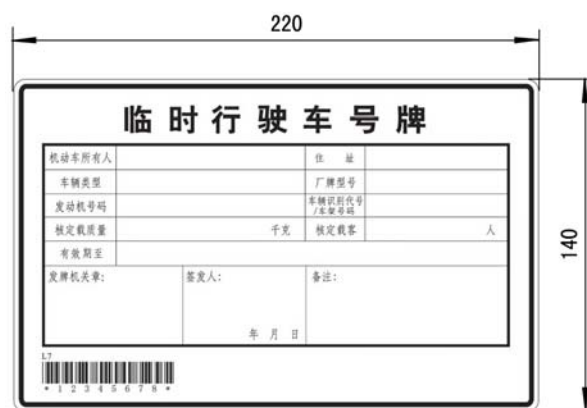 220
临时行驶车号牌
机动车所有人 住 址
车辆类型 厂牌型号
发动机号码 车辆识别代号
/车架号码
核定载质量 千克 核定载客 人
有效期至
发牌机关章: 签发人: 备注:
年 月 日
140
L7
*12345678*